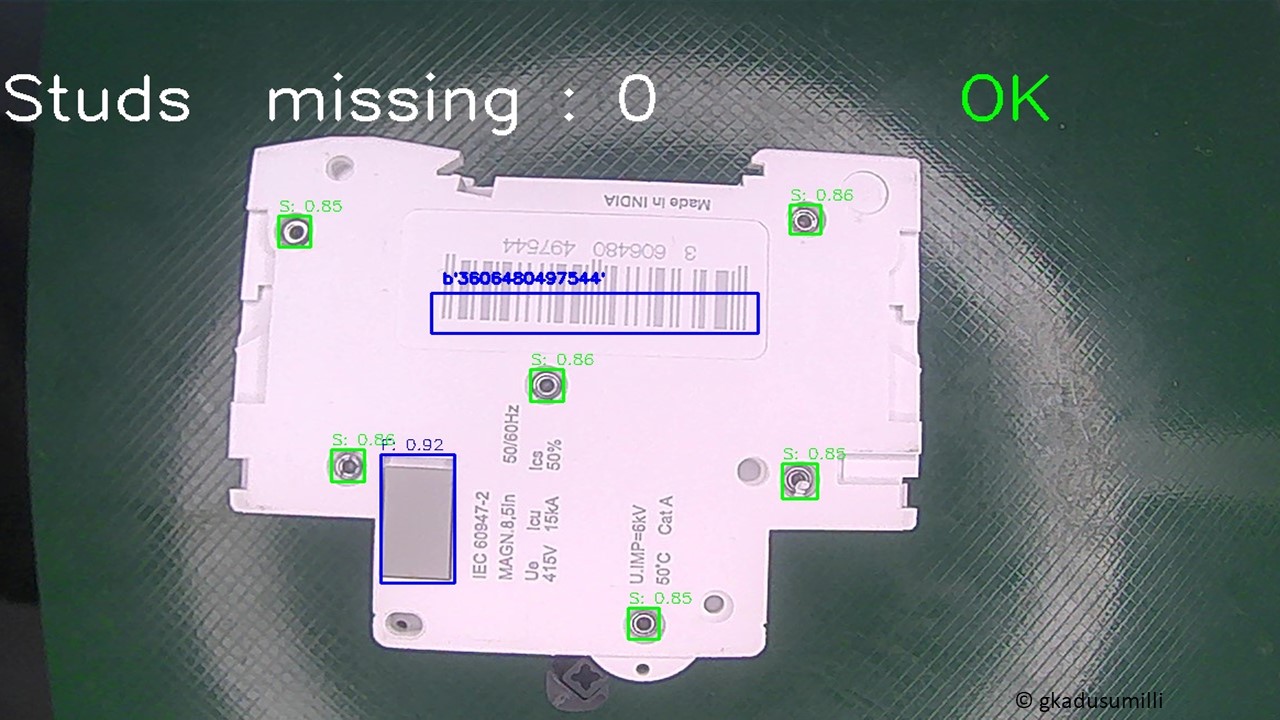 Studs missing : 0 OK
S: 0.85
S: 0.86
Made in INDIA
3 606480 497544
b'3606480497544'
S: 0.86
S: 0.86
F: 0.92
S: 0.85
IEC 60947-2
MAGN.8,5In 50/60Hz
Ue Icu Ics
415V 15kA 50%
U.IMP=6kV
50°C Cat A
S: 0.85
© gkadusumilli